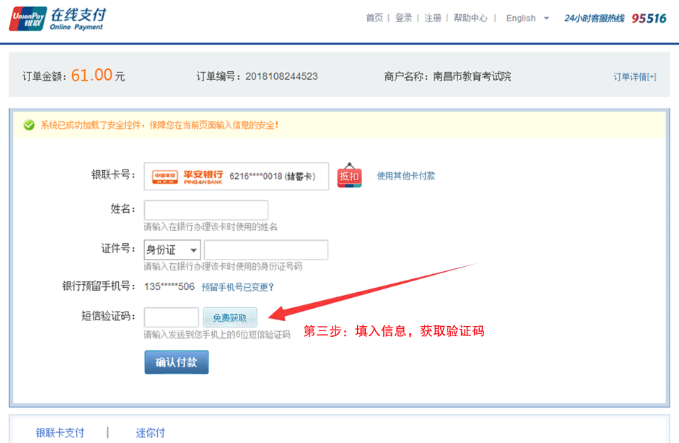 UnionPay 银联 在线支付 Online Payment
首页 | 登录 | 注册 | 帮助中心 | English 24小时客服热线 95516
订单金额：61.00 元 订单编号：2018108244523 商户名称：南昌市教育考试院 订单详情[+]
系统已成功加载了安全控件，保障您在当前页面输入信息的安全！
银联卡号： 平安银行 PINGAN BANK 6216****0018 (储蓄卡) 抵扣 使用其他卡付款
姓名：
请输入在银行办理该卡时使用的姓名
证件号： 身份证
请输入在银行办理该卡时使用的身份证号码
银行预留手机号： 135*****506 预留手机号已变更?
短信验证码： 免费获取
请输入发送到您手机上的6位短信验证码
第三步：填入信息，获取验证码
确认付款
银联卡支付 | 迷你付